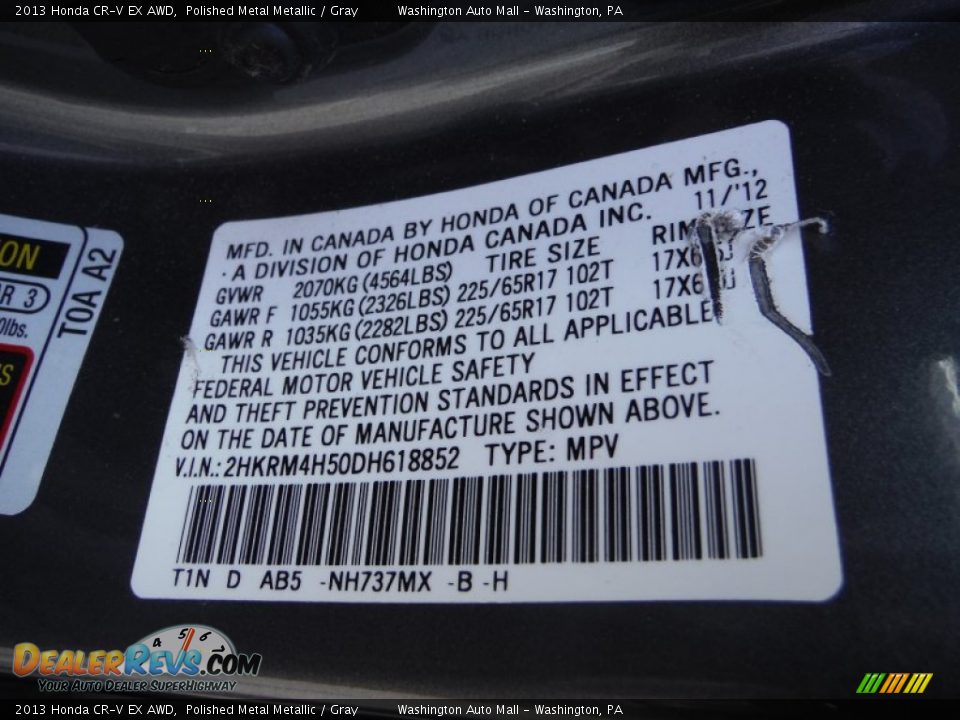 2013 Honda CR-V EX AWD, Polished Metal Metallic / Gray Washington Auto Mall - Washington, PA
MFD. IN CANADA BY HONDA OF CANADA MFG.,
. A DIVISION OF HONDA CANADA INC. 11/'12
GVWR 2070KG (4564LBS) TIRE SIZE
GAWR F 1055KG (2326LBS) 225/65R17 102T
GAWR R 1035KG (2282LBS) 225/65R17 102T
THIS VEHICLE CONFORMS TO ALL APPLICABLE
FEDERAL MOTOR VEHICLE SAFETY
AND THEFT PREVENTION STANDARDS IN EFFECT
ON THE DATE OF MANUFACTURE SHOWN ABOVE.
V.I.N.: 2HKRM4H50DH618852 TYPE: MPV
T1N D AB5 -NH737MX -B -H
T0A A2
4 5 6
DEALERREVS.COM
YOUR AUTO DEALER SUPERHIGHWAY
2013 Honda CR-V EX AWD, Polished Metal Metallic / Gray Washington Auto Mall - Washington, PA